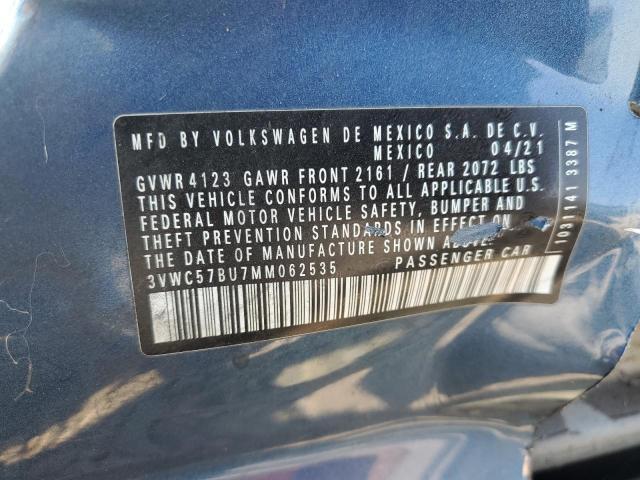 MFD BY VOLKSWAGEN DE MEXICO S.A. DE C.V.
MEXICO 04/21
GVWR4123 GAWR FRONT 2161 / REAR 2072 LBS
THIS VEHICLE CONFORMS TO ALL APPLICABLE U.S.
FEDERAL MOTOR VEHICLE SAFETY, BUMPER AND
THEFT PREVENTION STANDARDS IN EFFECT ON
THE DATE OF MANUFACTURE SHOWN ABOVE.
3VWC57BU7MM062535 PASSENGER CAR
1031141 3387 M